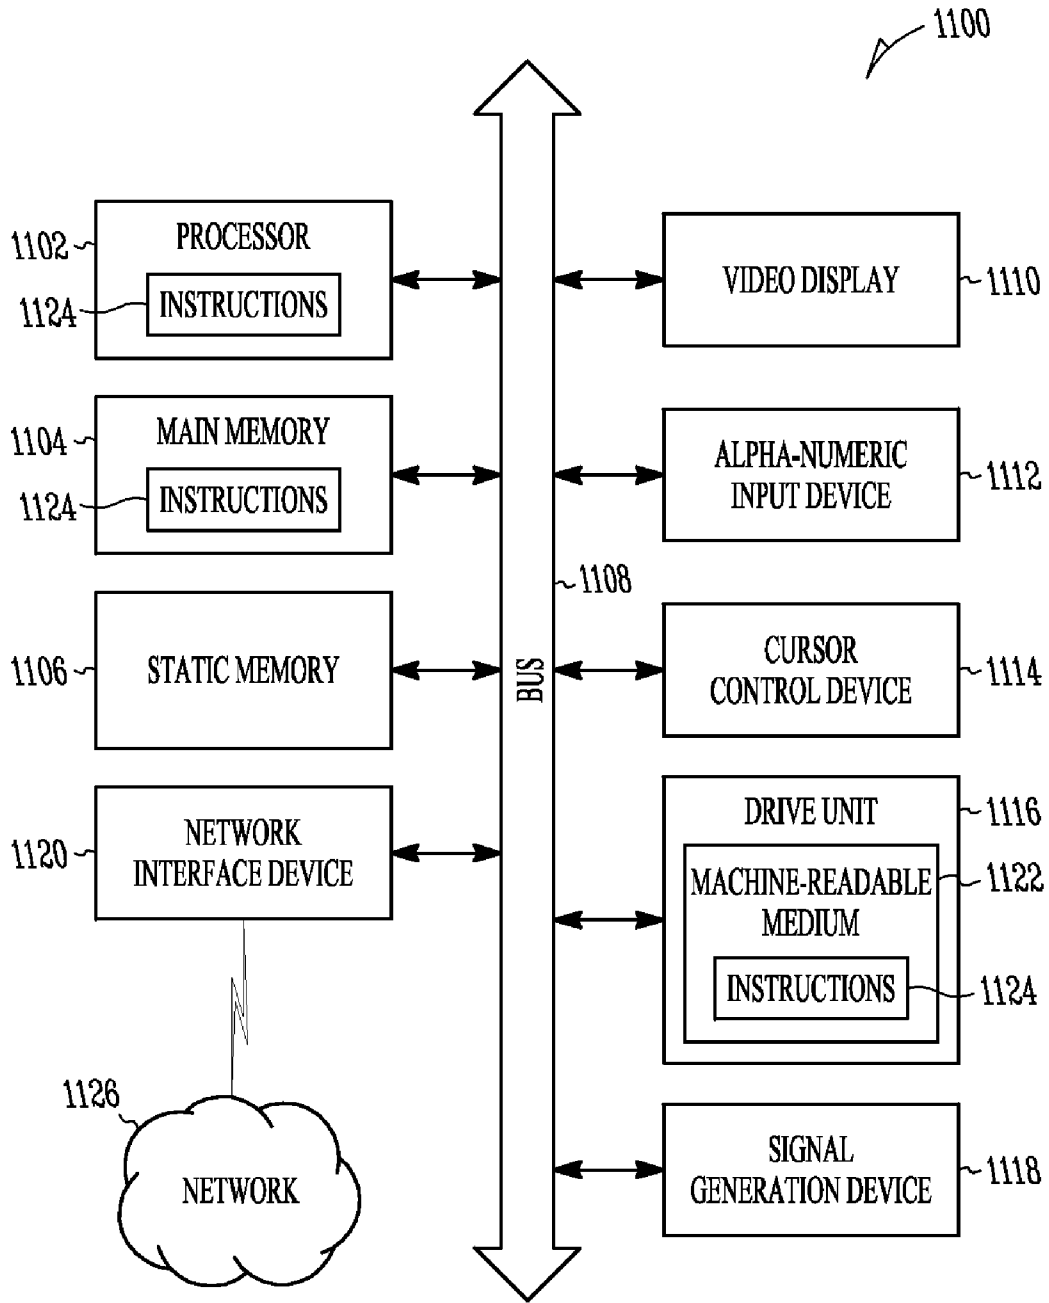 1100
PROCESSOR
1102
INSTRUCTIONS
1124
VIDEO DISPLAY
1110
MAIN MEMORY
1104
INSTRUCTIONS
1124
ALPHA-NUMERIC
INPUT DEVICE
1112
1108
BUS
STATIC MEMORY
1106
CURSOR
CONTROL DEVICE
1114
NETWORK
INTERFACE DEVICE
1120
DRIVE UNIT
1116
MACHINE-READABLE
MEDIUM
1122
INSTRUCTIONS
1124
1126
NETWORK
SIGNAL
GENERATION DEVICE
1118